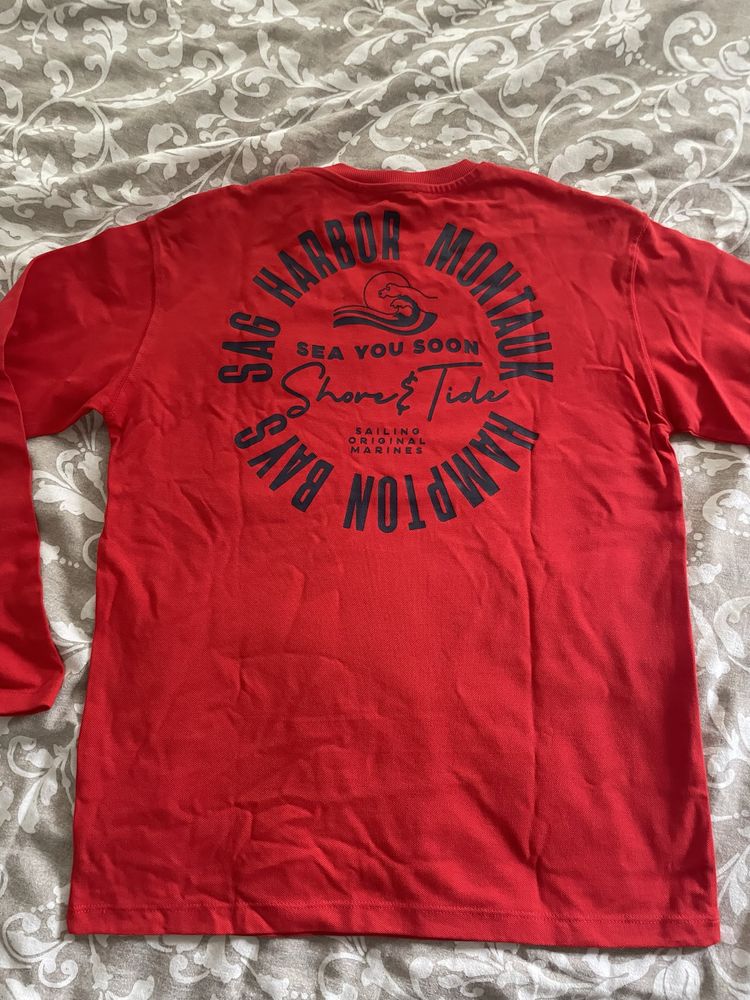 SAG HARBOR MONTAUK HAMPTON BAYS
SEA YOU SOON
Shore & Tide
SAILING
ORIGINAL
MARINES